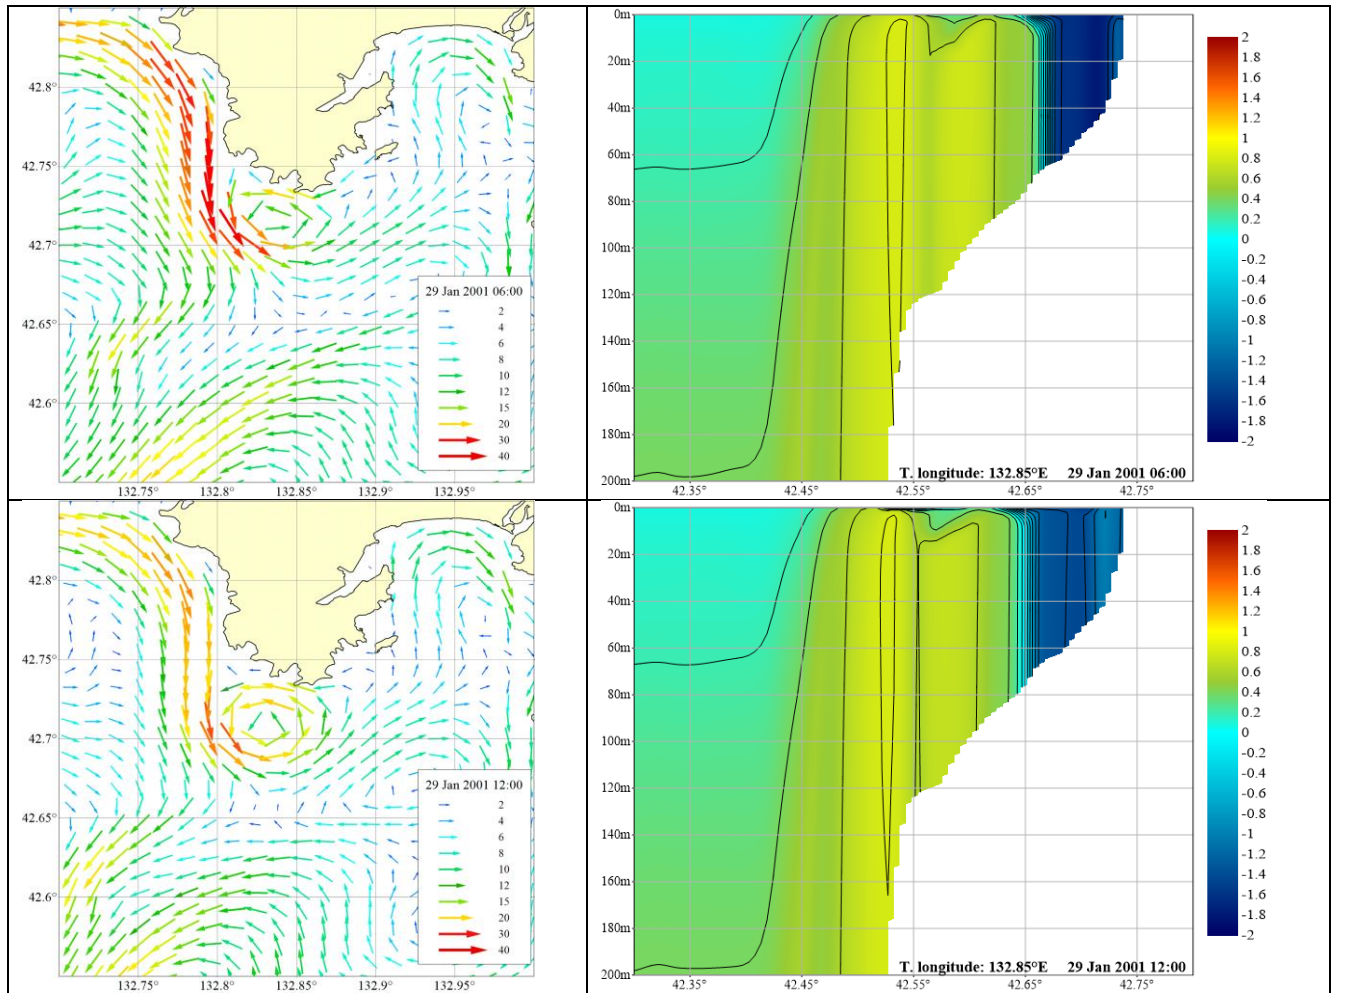 42.8°
42.75°
42.7°
42.65°
42.6°
132.75° 132.8° 132.85° 132.9° 132.95°
29 Jan 2001 06:00
2
4
6
8
10
12
15
20
30
40
0m
20m
40m
60m
80m
100m
120m
140m
160m
180m
200m
42.35° 42.45° 42.55° 42.65° 42.75°
T. longitude: 132.85°E 29 Jan 2001 06:00
2
1.8
1.6
1.4
1.2
1
0.8
0.6
0.4
0.2
0
-0.2
-0.4
-0.6
-0.8
-1
-1.2
-1.4
-1.6
-1.8
-2
42.8°
42.75°
42.7°
42.65°
42.6°
132.75° 132.8° 132.85° 132.9° 132.95°
29 Jan 2001 12:00
2
4
6
8
10
12
15
20
30
40
0m
20m
40m
60m
80m
100m
120m
140m
160m
180m
200m
42.35° 42.45° 42.55° 42.65° 42.75°
T. longitude: 132.85°E 29 Jan 2001 12:00
2
1.8
1.6
1.4
1.2
1
0.8
0.6
0.4
0.2
0
-0.2
-0.4
-0.6
-0.8
-1
-1.2
-1.4
-1.6
-1.8
-2